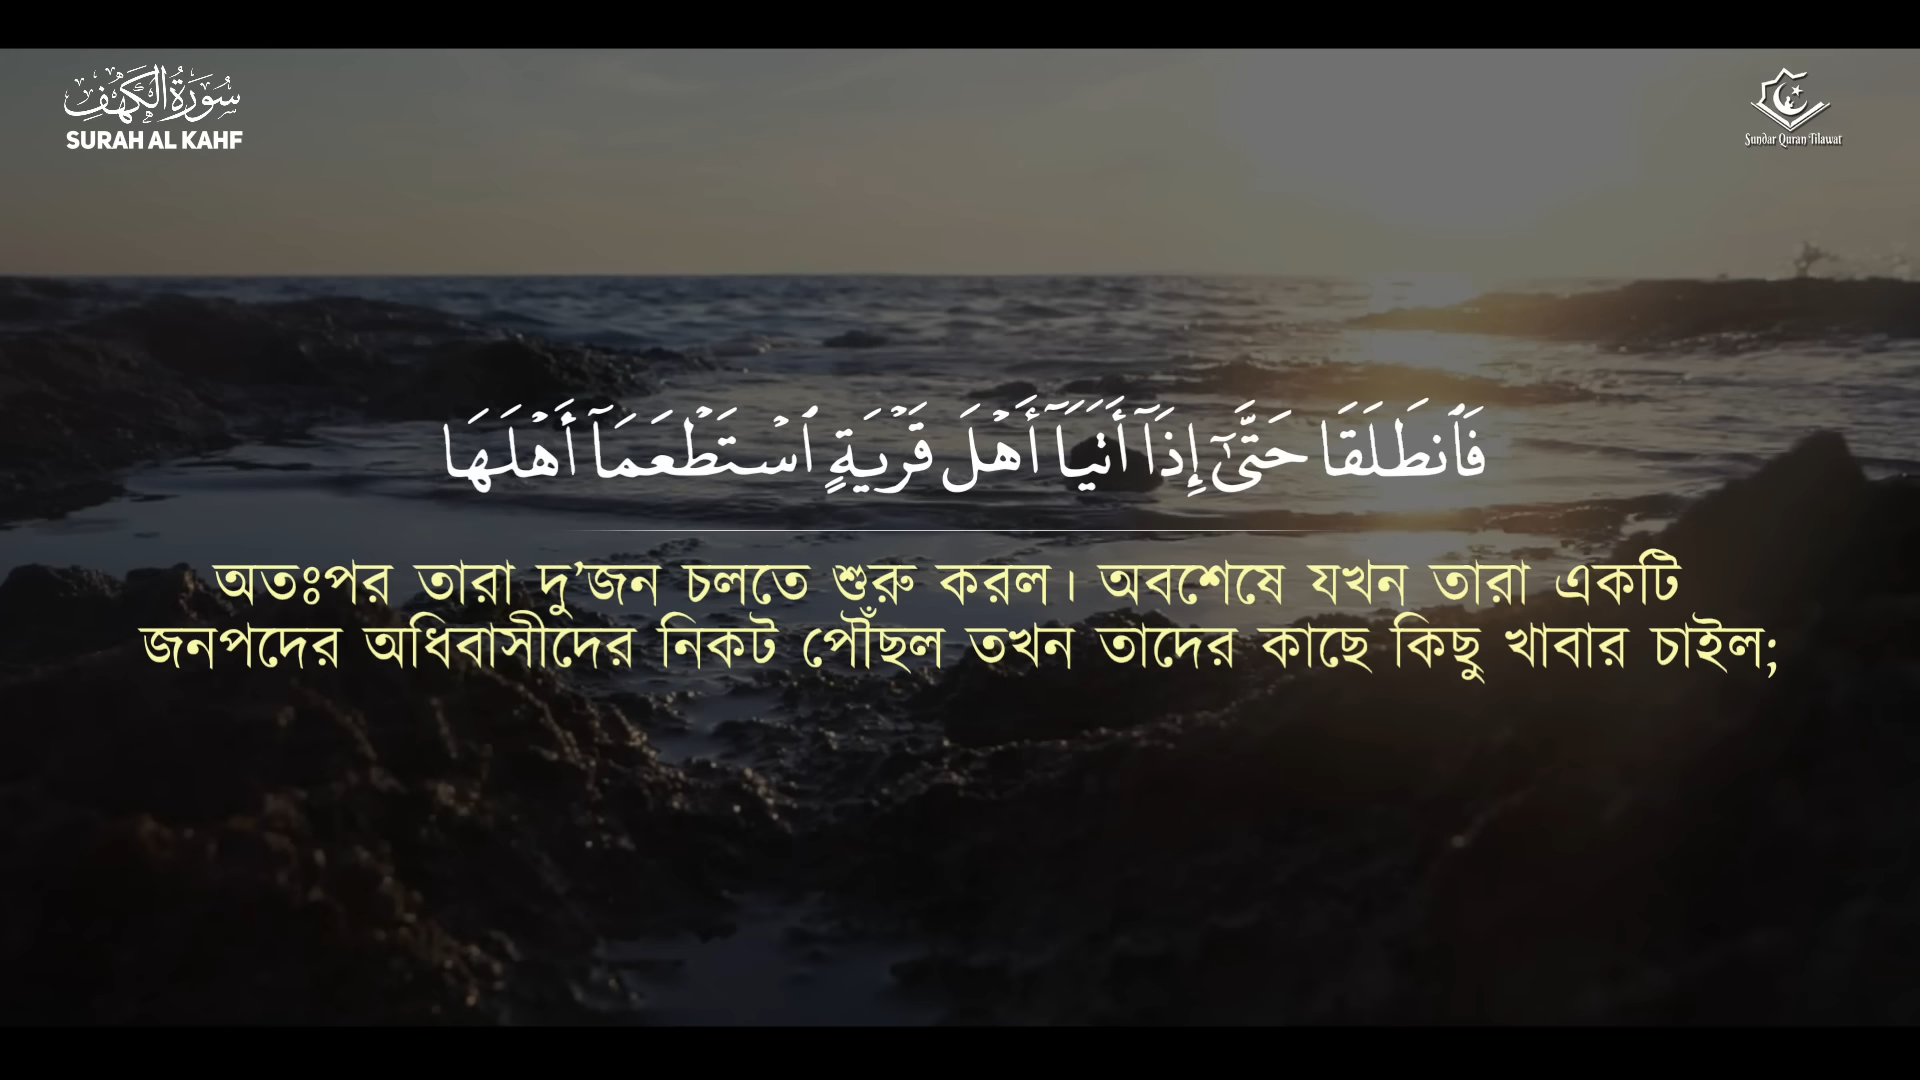 سُورَةُ الْكَهْفِ
SURAH AL KAHF
Sundar Quran Tilawat
فَٱنطَلَقَا حَتَّىٰٓ إِذَآ أَتَيَآ أَهْلَ قَرْيَةٍ ٱسْتَطْعَمَآ أَهْلَهَا
অতঃপর তারা দু’জন চলতে শুরু করল। অবশেষে যখন তারা একটি
জনপদের অধিবাসীদের নিকট পৌঁছল তখন তাদের কাছে কিছু খাবার চাইল;